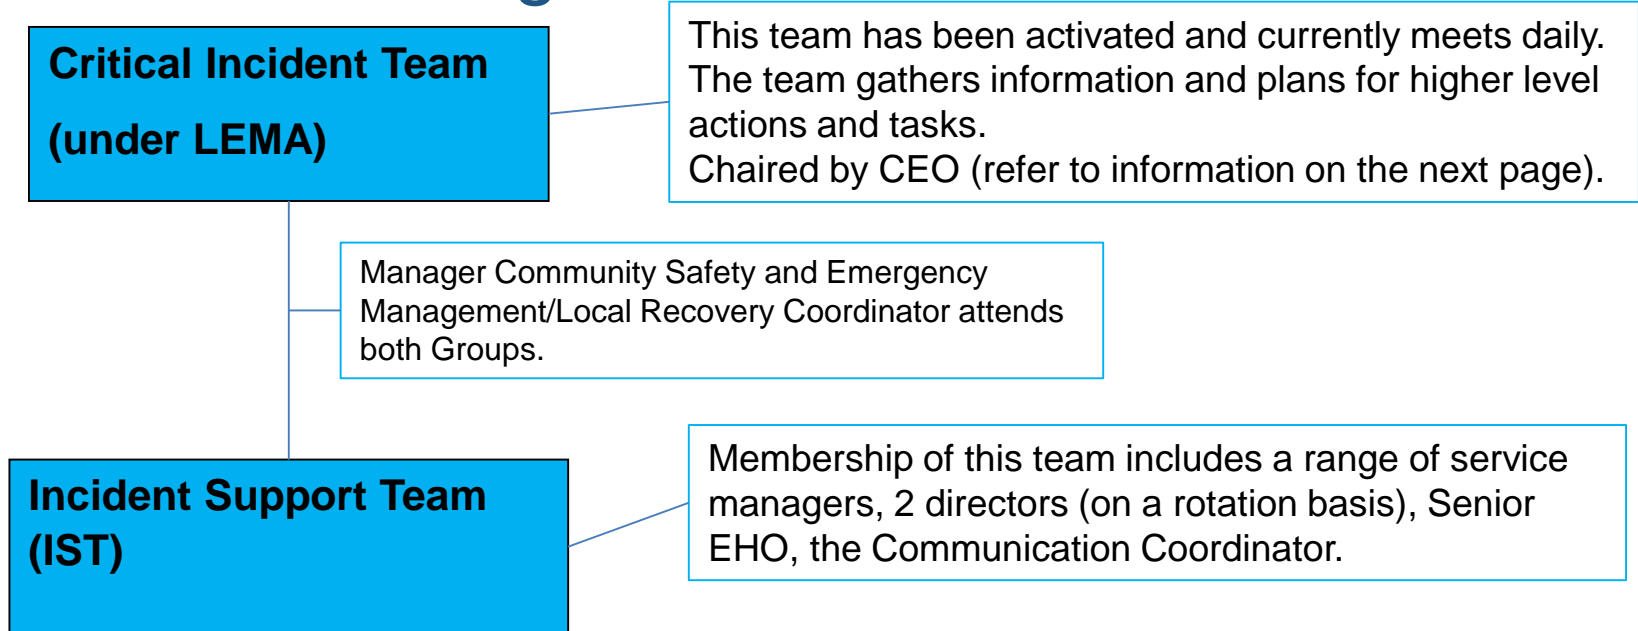 Critical Incident Team
(under LEMA)
This team has been activated and currently meets daily.
The team gathers information and plans for higher level
actions and tasks.
Chaired by CEO (refer to information on the next page).
Manager Community Safety and Emergency
Management/Local Recovery Coordinator attends
both Groups.
Incident Support Team
(IST)
Membership of this team includes a range of service
managers, 2 directors (on a rotation basis), Senior
EHO, the Communication Coordinator.